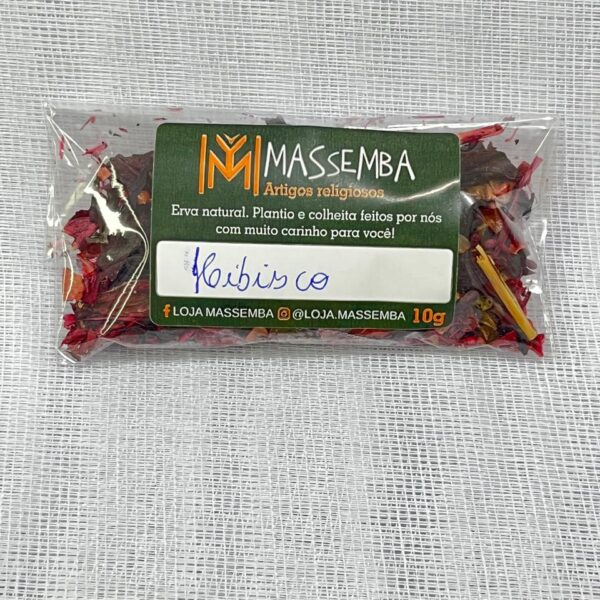 MASSEMBA
Artigos religiosos
Erva natural. Plantio e colheita feitos por nós
com muito carinho para você!
Hibisco
LOJA.MASSEMBA @LOJA.MASSEMBA 10g